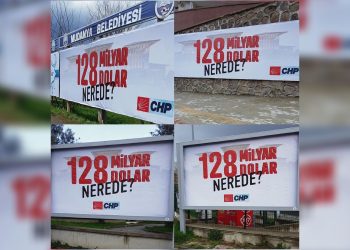 MUDANYA BELEDİYESİ
128 MİLYAR
DOLAR
NEREDE?
CHP
128 MİLYAR
DOLAR
NEREDE?
CHP
128 MİLYAR
DOLAR
NEREDE?
CHP
128 MİLYAR
DOLAR
NEREDE?
CHP